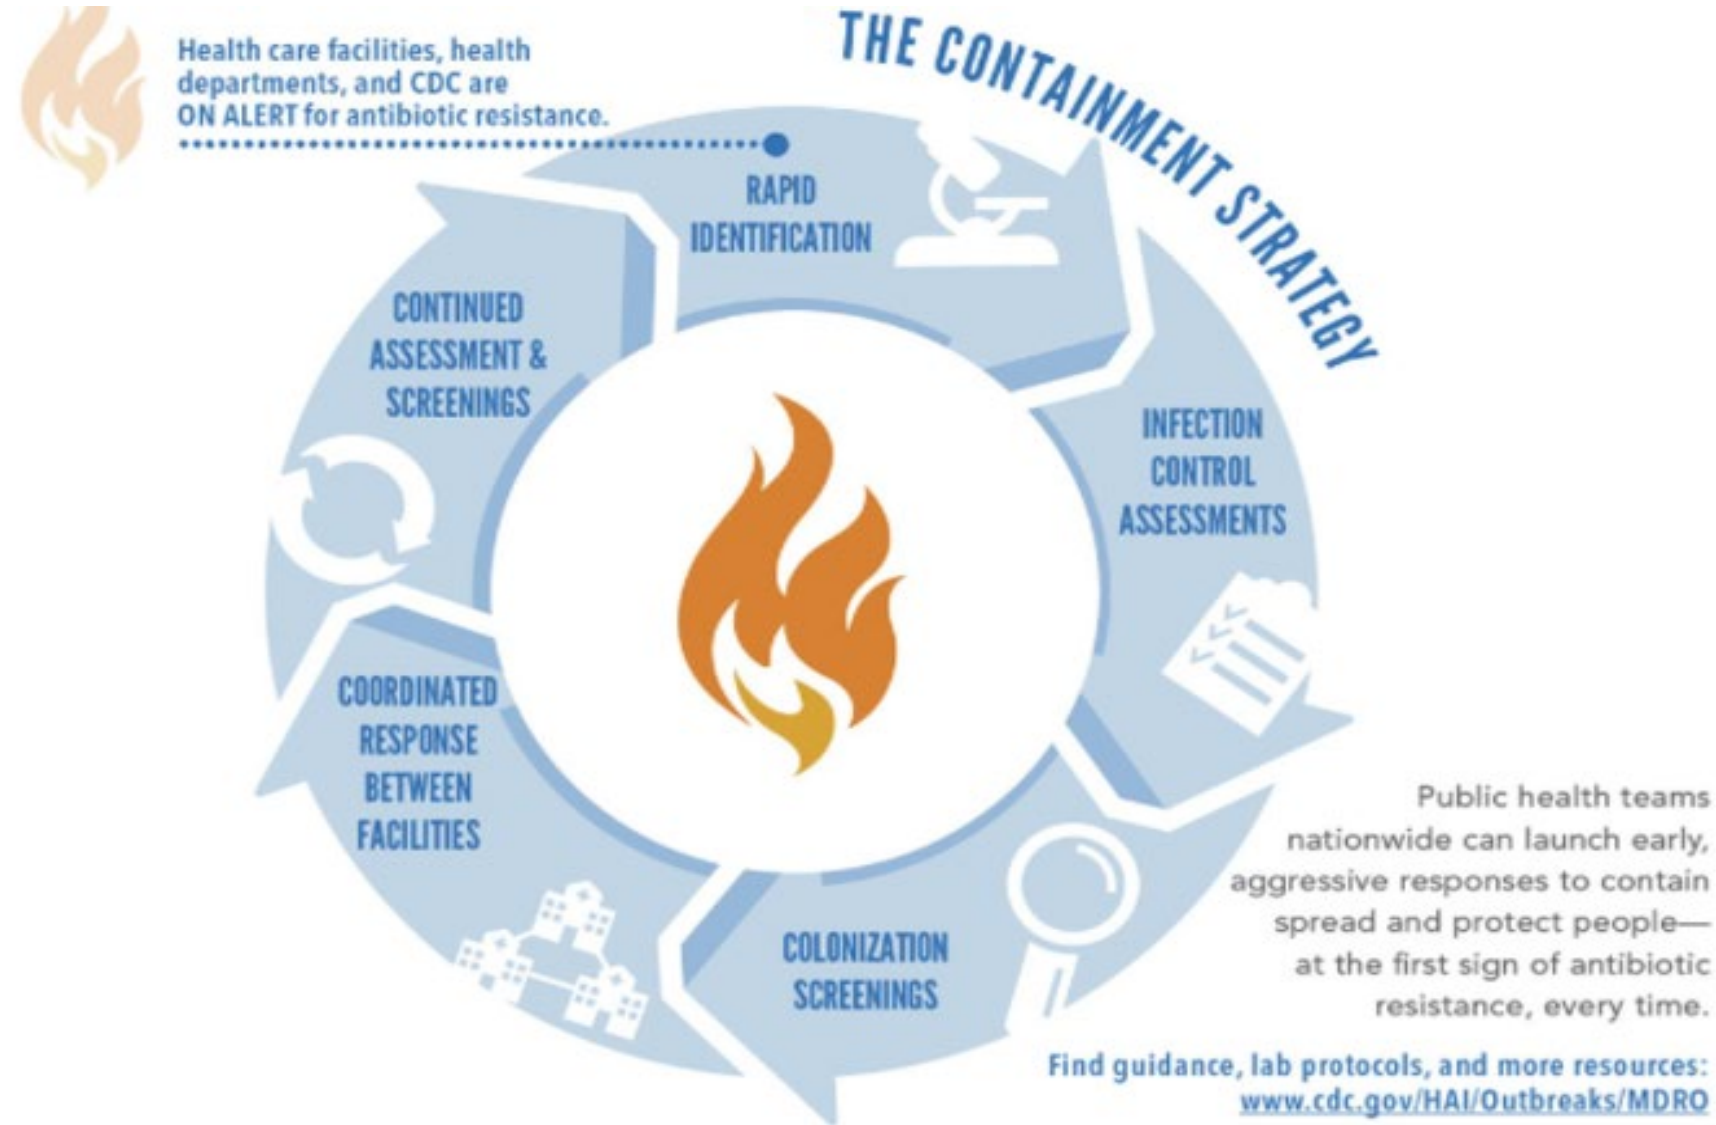 Health care facilities, health
departments, and CDC are
ON ALERT for antibiotic resistance.
THE CONTAINMENT STRATEGY
RAPID
IDENTIFICATION
INFECTION
CONTROL
ASSESSMENTS
COLONIZATION
SCREENINGS
COORDINATED
RESPONSE
BETWEEN
FACILITIES
CONTINUED
ASSESSMENT &
SCREENINGS
Public health teams
nationwide can launch early,
aggressive responses to contain
spread and protect people—
at the first sign of antibiotic
resistance, every time.
Find guidance, lab protocols, and more resources:
www.cdc.gov/HAI/Outbreaks/MDRO